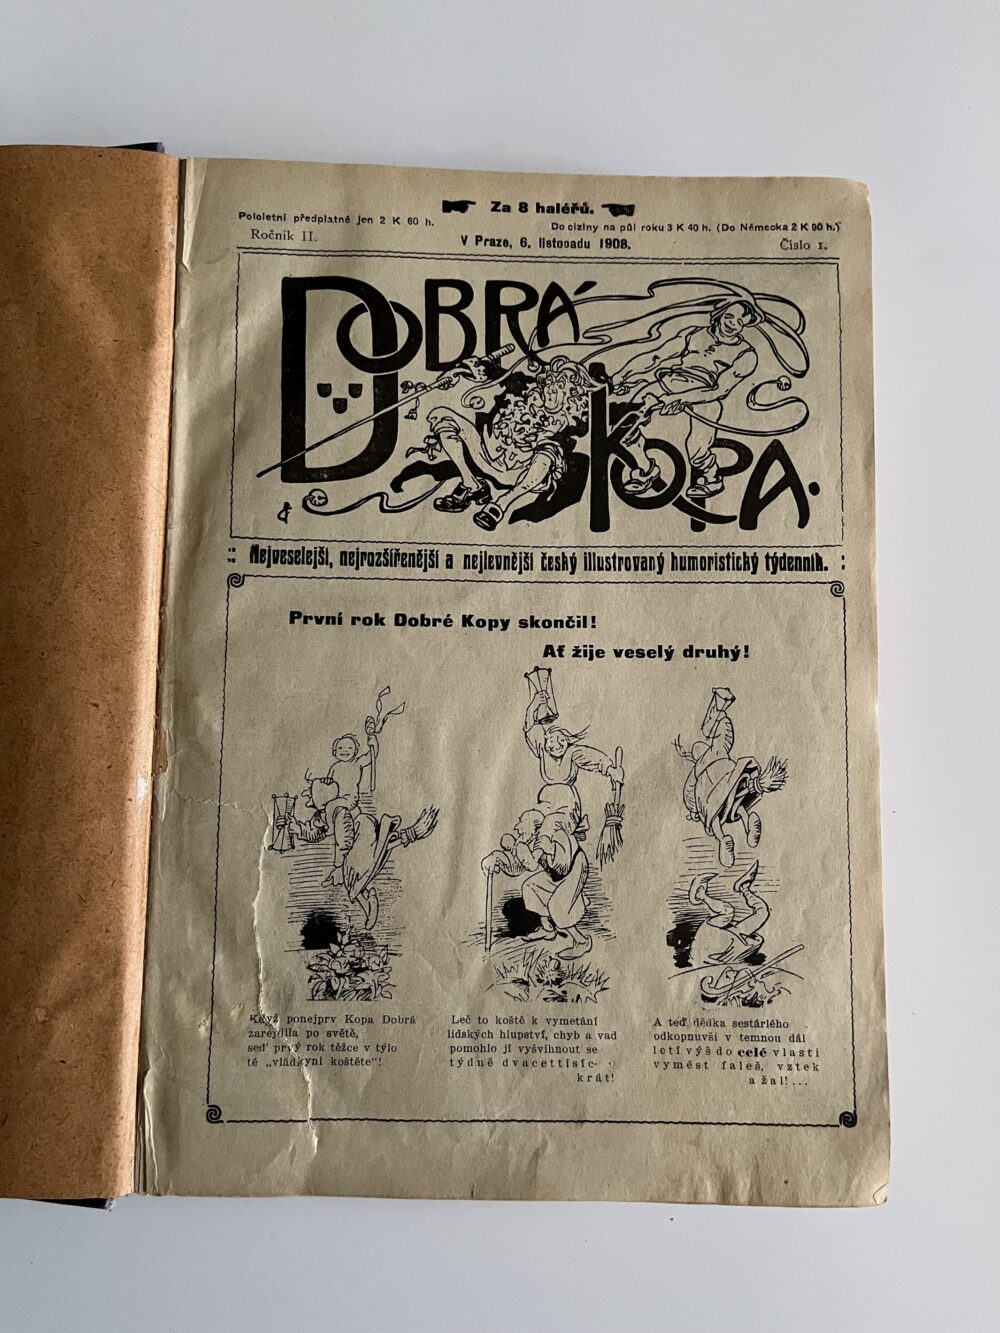 Za 8 haléřů.
Pololetní předplatné jen 2 K 60 h.
Do ciziny na půl roku 3 K 40 h. (Do Německa 2 K 90 h.)
Ročník II.
V Praze, 6. listopadu 1908.
Číslo 1.
DOBRÁ
KOPA.
Nejveselejší, nejrozšířenější a nejlevnější český illustrovaný humoristický týdenník.
První rok Dobré Kopy skončil!
Ať žije veselý druhý!
Když ponejprv Kopa Dobrá
zarejdila po světě,
seď prvý rok těžce v týlo
té „vládkyni koštěte“!
Leč to koště k vymetání
lidských hlupství, chyb a vad
pomohlo jí vyšvihnout se
týdně dvacettisíc-
krát!
A teď dědka sestárlého
odkopnuvši v temnou dál
letí výš do celé vlasti
vymést faleš, vztek
a žal!...